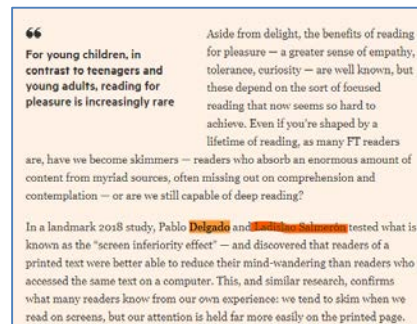 “
For young children, in
contrast to teenagers and
young adults, reading for
pleasure is increasingly rare
Aside from delight, the benefits of reading
for pleasure — a greater sense of empathy,
tolerance, curiosity — are well known, but
these depend on the sort of focused
reading that now seems so hard to
achieve. Even if you’re shaped by a
lifetime of reading, as many FT readers
are, have we become skimmers — readers who absorb an enormous amount of
content from myriad sources, often missing out on comprehension and
contemplation — or are we still capable of deep reading?
In a landmark 2018 study, Pablo Delgado and Ladislao Salmerón tested what is
known as the “screen inferiority effect” — and discovered that readers of a
printed text were better able to reduce their mind-wandering than readers who
accessed the same text on a computer. This, and similar research, confirms
what many readers know from our own experience: we tend to skim when we
read on screens, but our attention is held far more easily on the printed page.